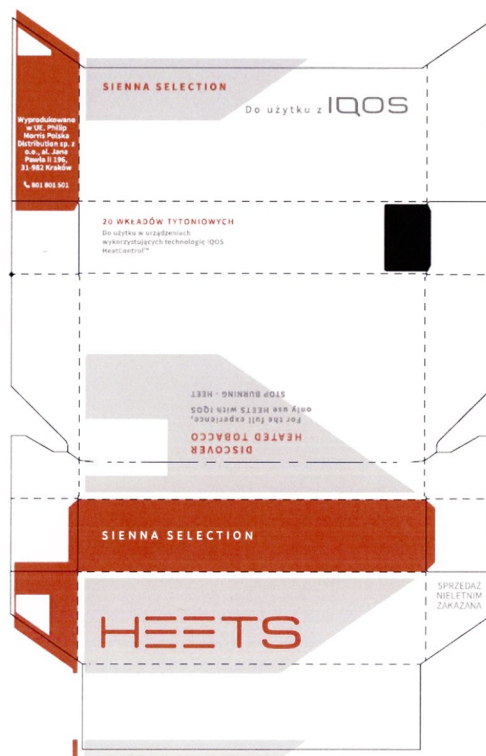 SIENNA SELECTION
Do użytku z IQOS
Wyprodukowano
w UE, Philip
Morris Polska
Distribution sp. z
o.o., al. Jana
Pawła II 196,
31-982 Kraków
801 801 501
20 WKŁADÓW TYTONIOWYCH
Do użytku w urządzeniach
wykorzystujących technologię IQOS
HeatControl™
DISCOVER
HEATED TOBACCO
For the full experience,
only use HEETS with IQOS
STOP BURNING - HEET
SIENNA SELECTION
HEETS
SPRZEDAŻ
NIELETNIM
ZAKAZANA